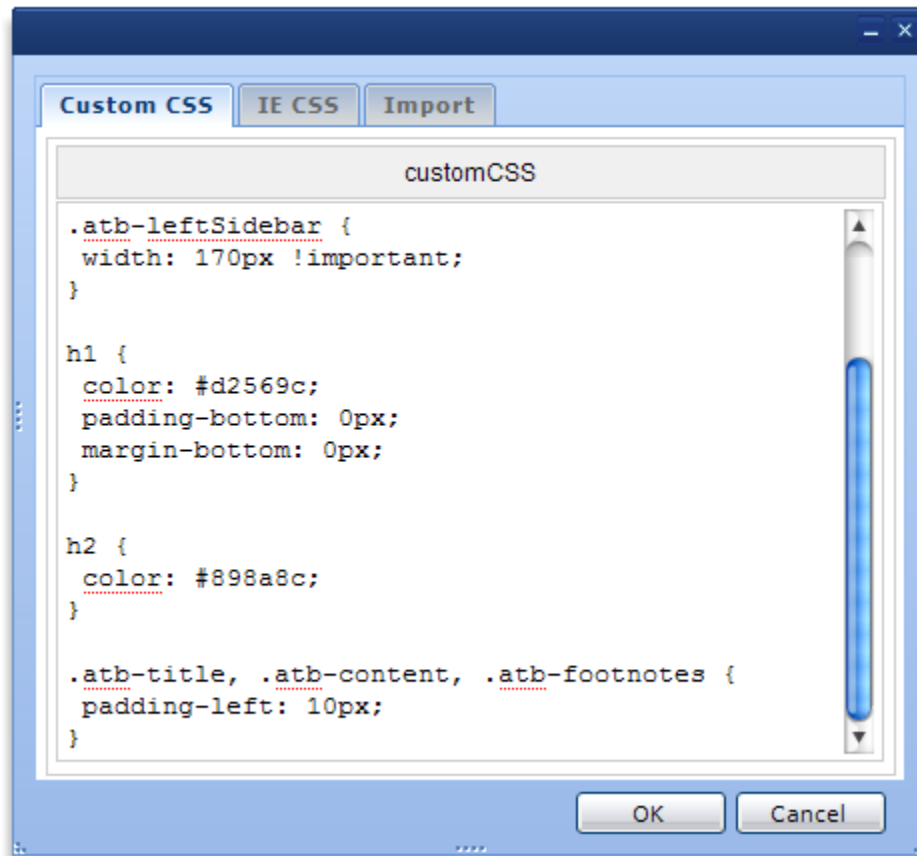 Custom CSS IE CSS Import
customCSS
.atb-leftSidebar {
 width: 170px !important;
}

h1 {
 color: #d2569c;
 padding-bottom: 0px;
 margin-bottom: 0px;
}

h2 {
 color: #898a8c;
}

.atb-title, .atb-content, .atb-footnotes {
 padding-left: 10px;
}
OK Cancel